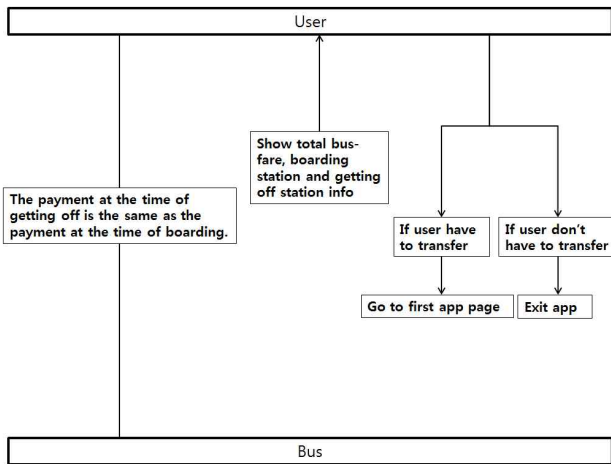 User
Show total bus-
fare, boarding
station and getting
off station info
The payment at the time of
getting off is the same as the
payment at the time of boarding.
If user have
to transfer
If user don't
have to transfer
Go to first app page
Exit app
Bus